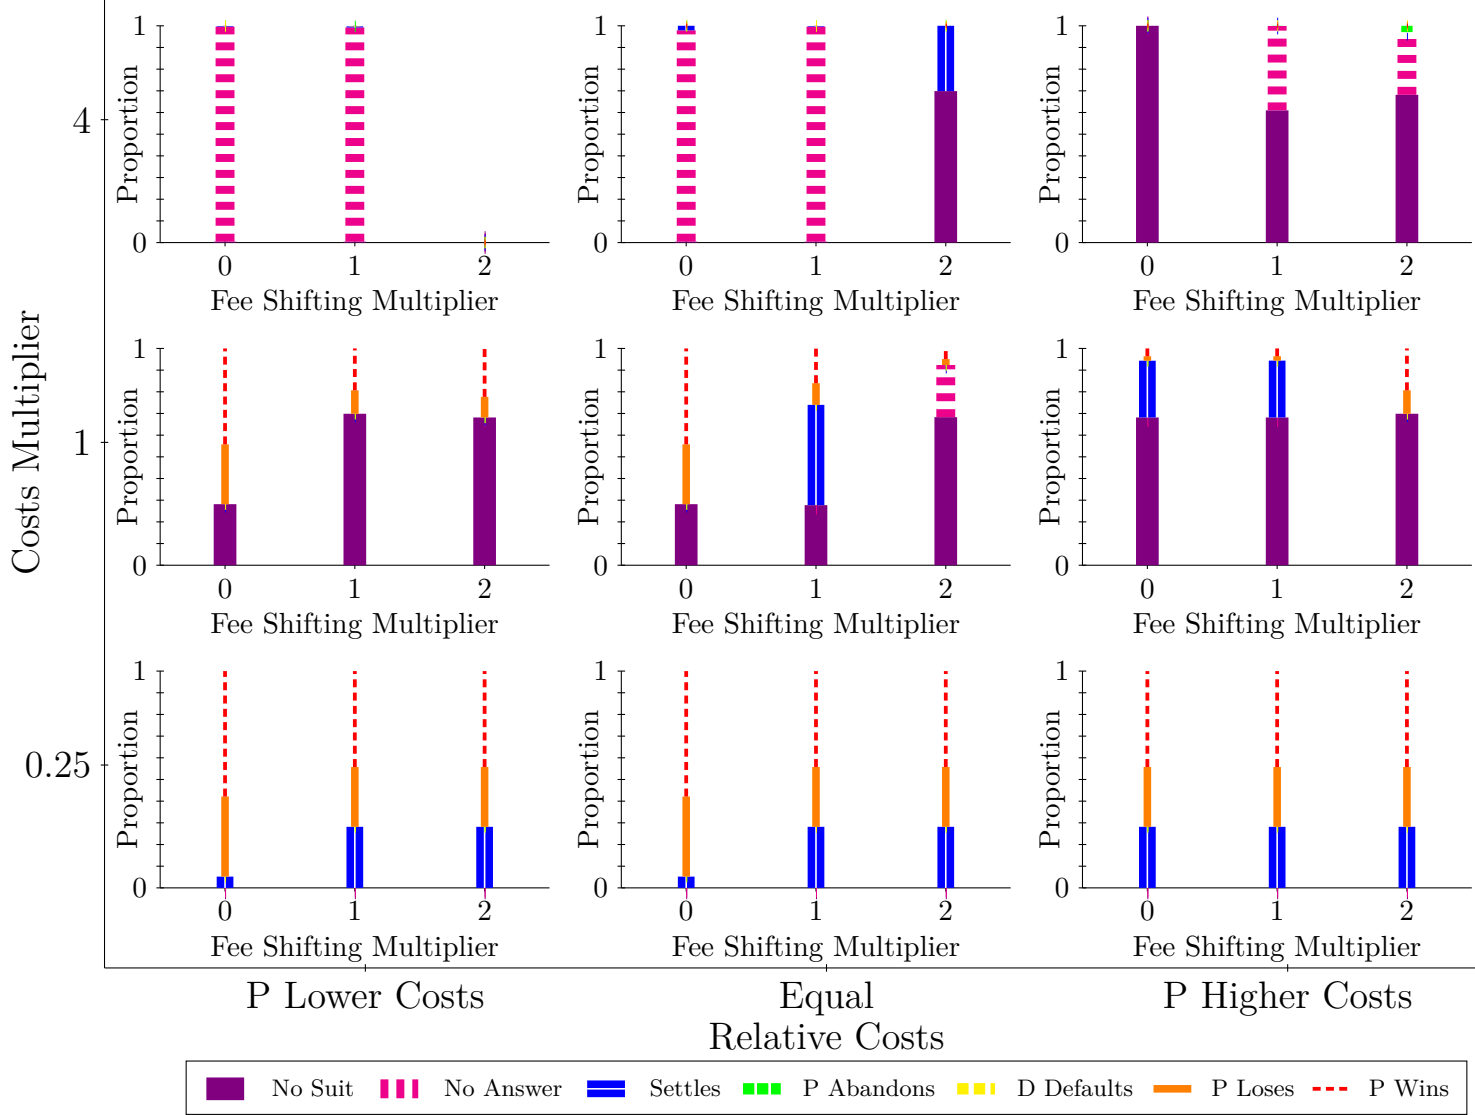 Costs Multiplier
4
Proportion
1
0
0 1 2
Fee Shifting Multiplier
Proportion
1
0
0 1 2
Fee Shifting Multiplier
Proportion
1
0
0 1 2
Fee Shifting Multiplier
1
Proportion
1
0
0 1 2
Fee Shifting Multiplier
Proportion
1
0
0 1 2
Fee Shifting Multiplier
Proportion
1
0
0 1 2
Fee Shifting Multiplier
0.25
Proportion
1
0
0 1 2
Fee Shifting Multiplier
Proportion
1
0
0 1 2
Fee Shifting Multiplier
Proportion
1
0
0 1 2
Fee Shifting Multiplier
P Lower Costs Equal P Higher Costs
Relative Costs
No Suit No Answer Settles P Abandons D Defaults P Loses P Wins